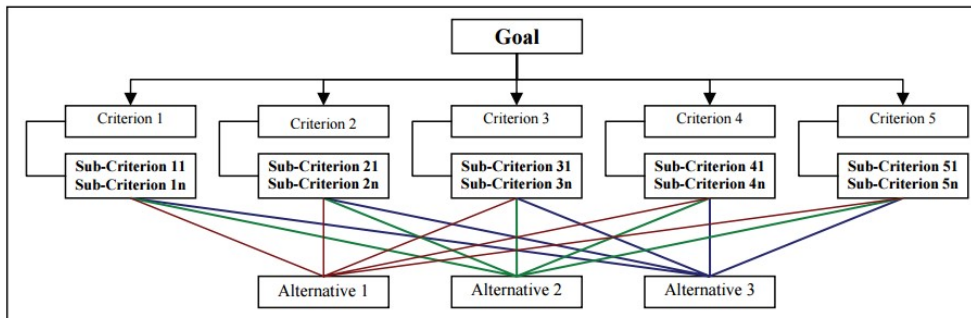 Goal
Criterion 1
Criterion 2
Criterion 3
Criterion 4
Criterion 5
Sub-Criterion 11
Sub-Criterion 1n
Sub-Criterion 21
Sub-Criterion 2n
Sub-Criterion 31
Sub-Criterion 3n
Sub-Criterion 41
Sub-Criterion 4n
Sub-Criterion 51
Sub-Criterion 5n
Alternative 1
Alternative 2
Alternative 3